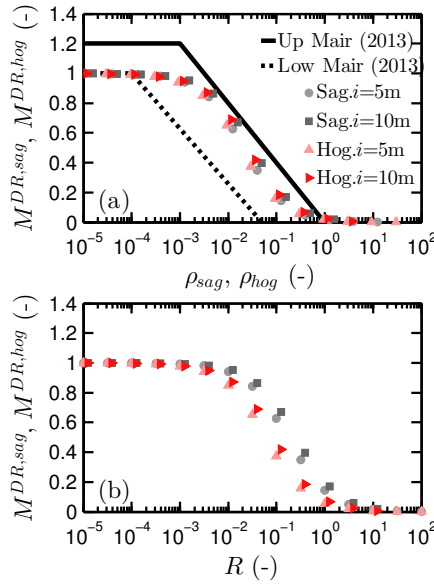 1.4
1.2
1
0.8
0.6
0.4
0.2
0
M^{DR,sag}, M^{DR,hog} (-)
Up Mair (2013)
Low Mair (2013)
Sag.i=5m
Sag.i=10m
Hog.i=5m
Hog.i=10m
(a)
10^{-5} 10^{-4} 10^{-3} 10^{-2} 10^{-1} 10^{0} 10^{1} 10^{2}
ρ_{sag}, ρ_{hog} (-)
1.4
1.2
1
0.8
0.6
0.4
0.2
0
M^{DR,sag}, M^{DR,hog} (-)
(b)
10^{-5} 10^{-4} 10^{-3} 10^{-2} 10^{-1} 10^{0} 10^{1} 10^{2}
R (-)